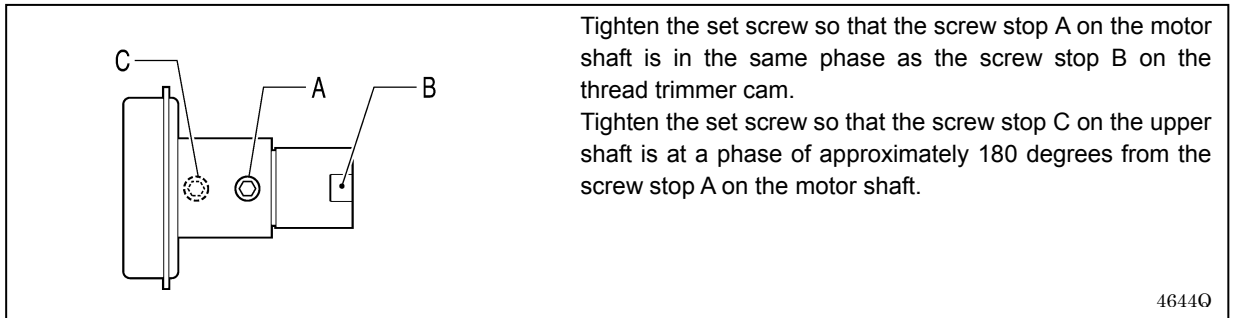 Tighten the set screw so that the screw stop A on the motor
shaft is in the same phase as the screw stop B on the
thread trimmer cam.
Tighten the set screw so that the screw stop C on the upper
shaft is at a phase of approximately 180 degrees from the
screw stop A on the motor shaft.
C
A
B
4644Q